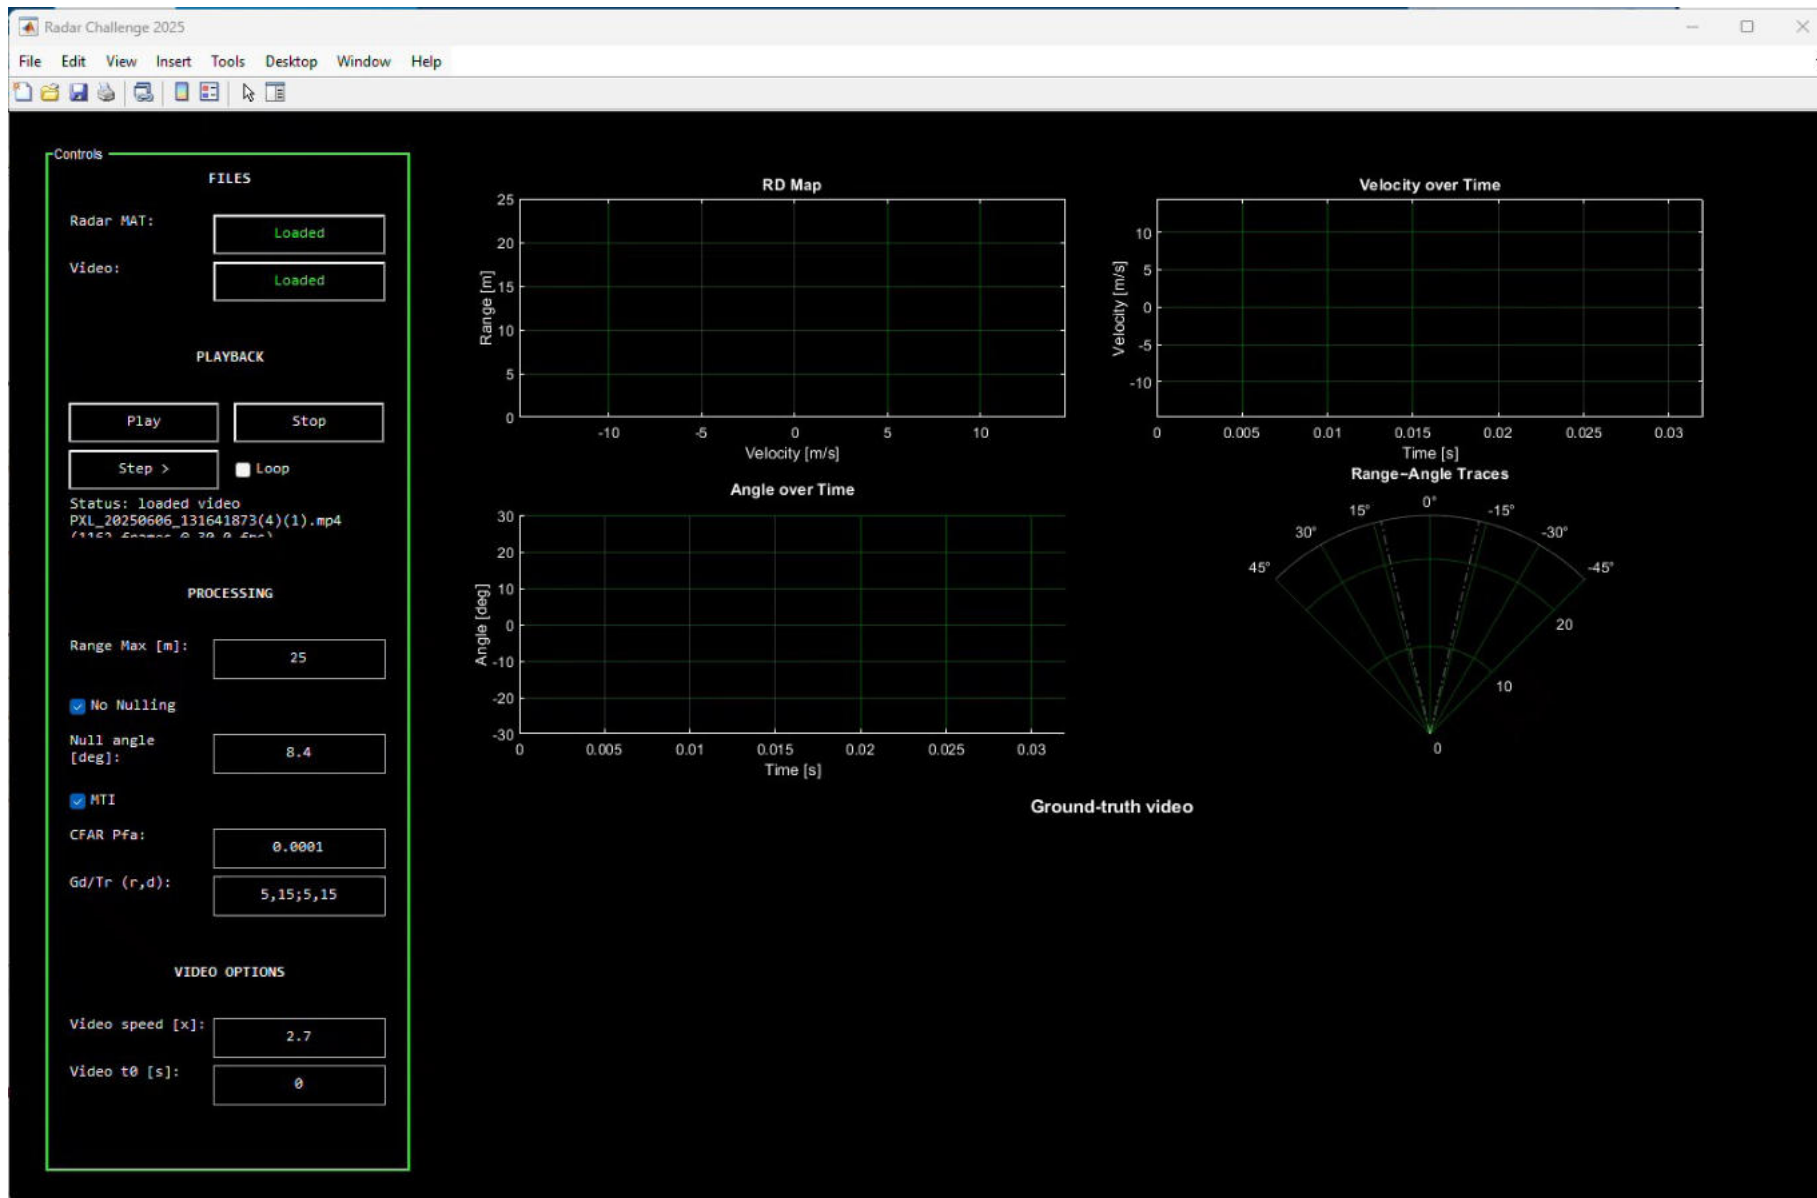 Radar Challenge 2025
File Edit View Insert Tools Desktop Window Help
Controls
FILES
Radar MAT:
Loaded
Video:
Loaded
PLAYBACK
Play
Stop
Step >
Loop
Status: loaded video
PXL_20250606_131641873(4)(1).mp4
(1162 frames @ 30.0 fps)
PROCESSING
Range Max [m]:
25
No Nulling
Null angle
[deg]:
8.4
MTI
CFAR Pfa:
0.0001
Gd/Tr (r,d):
5,15;5,15
VIDEO OPTIONS
Video speed [x]:
2.7
Video t0 [s]:
0
RD Map
25
20
15
10
5
0
Range [m]
-10 -5 0 5 10
Velocity [m/s]
Velocity over Time
10
5
0
-5
-10
Velocity [m/s]
0 0.005 0.01 0.015 0.02 0.025 0.03
Time [s]
Angle over Time
30
20
10
0
-10
-20
-30
Angle [deg]
0 0.005 0.01 0.015 0.02 0.025 0.03
Time [s]
Range-Angle Traces
45° 30° 15° 0° -15° -30° -45°
20
10
0
Ground-truth video